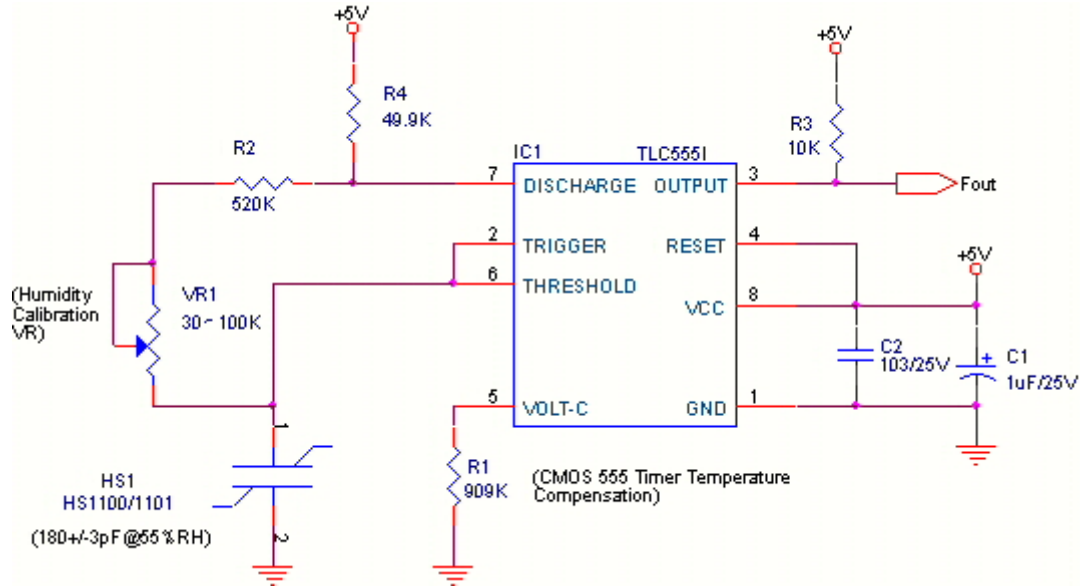 +5V
+5V
R4
49.9K
R3
10K
R2
520K
IC1
TLC555I
7
DISCHARGE
OUTPUT
3
Fout
2
TRIGGER
RESET
4
+5V
6
THRESHOLD
(Humidity
Calibration
VR)
VR1
30~100K
VCC
8
C2
103/25V
+
C1
1uF/25V
5
VOLT-C
GND
1
1
HS1
HS1100/1101
(180+/-3pF@55%RH)
2
R1
909K
(CMOS 555 Timer Temperature
Compensation)